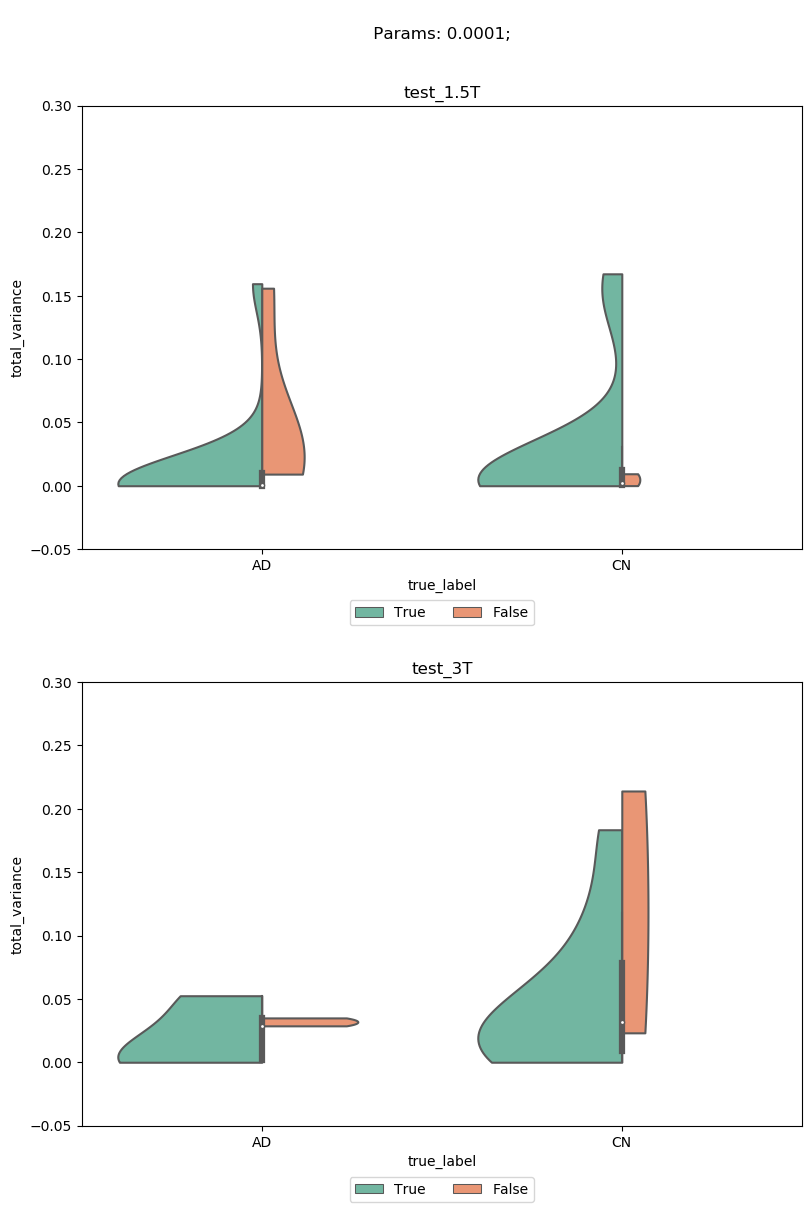 Params: 0.0001;
test_1.5T
0.30
0.25
0.20
0.15
0.10
0.05
0.00
−0.05
total_variance
AD CN
true_label
True False
test_3T
0.30
0.25
0.20
0.15
0.10
0.05
0.00
−0.05
total_variance
AD CN
true_label
True False